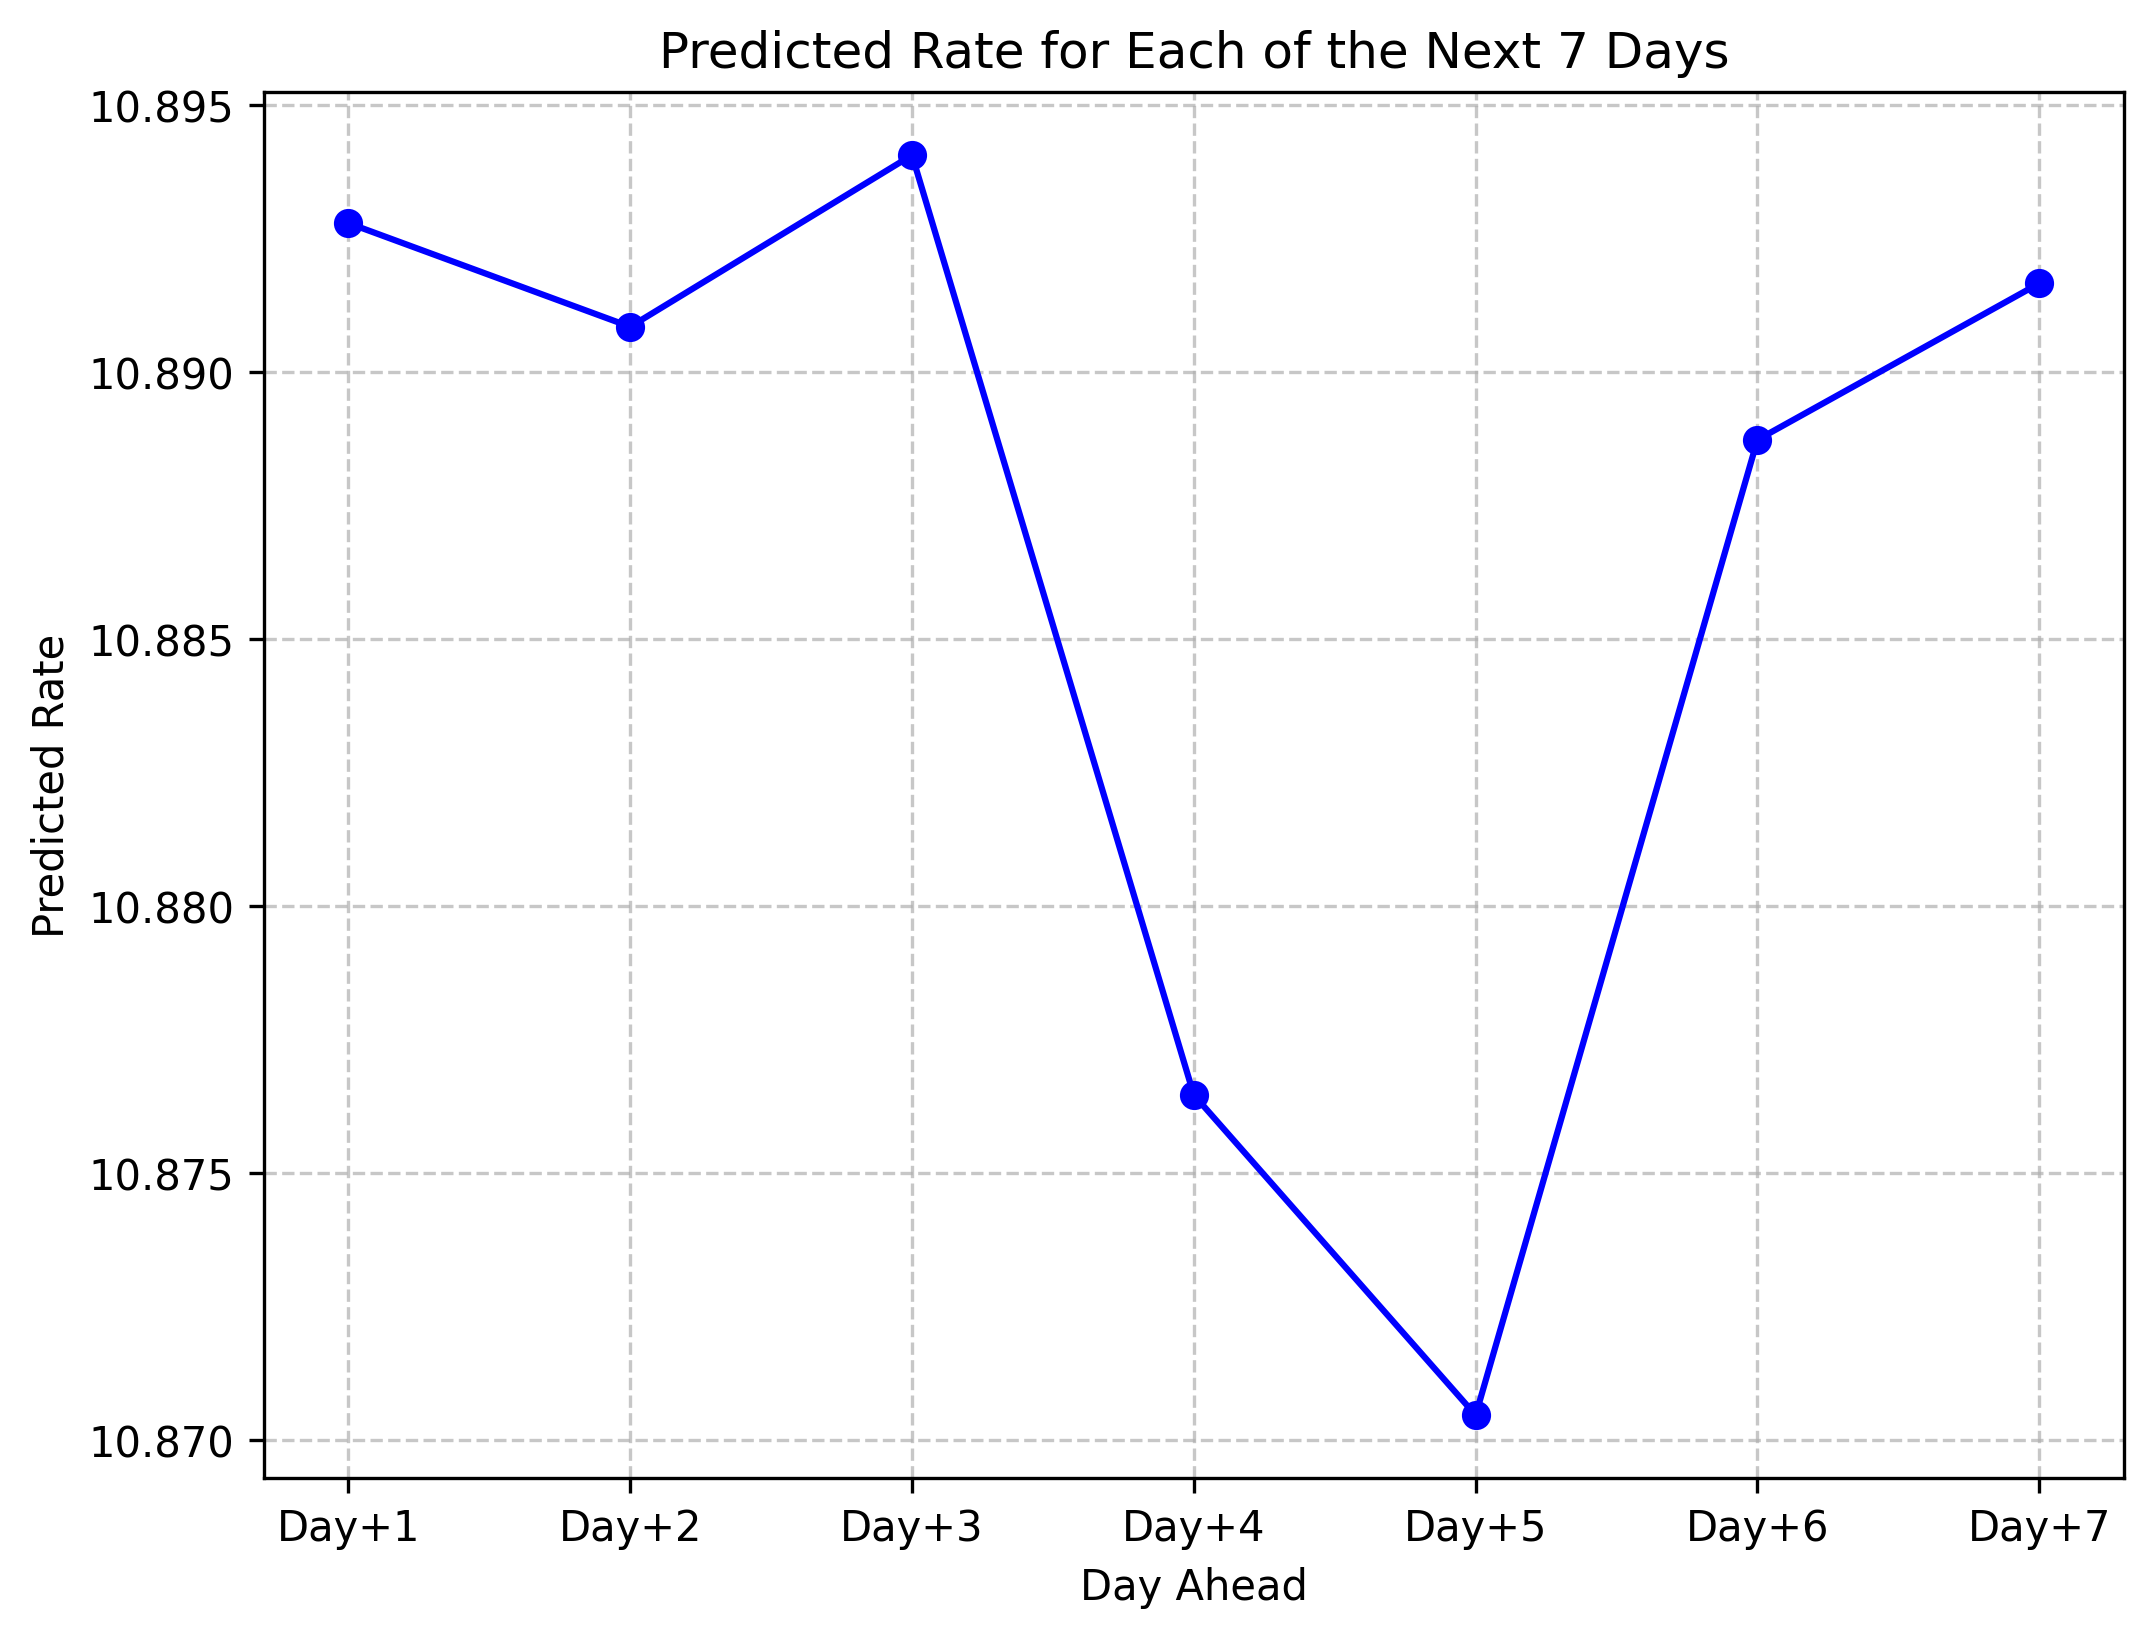 Predicted Rate for Each of the Next 7 Days
10.895
10.890
10.885
10.880
10.875
10.870
Predicted Rate
Day+1 Day+2 Day+3 Day+4 Day+5 Day+6 Day+7
Day Ahead